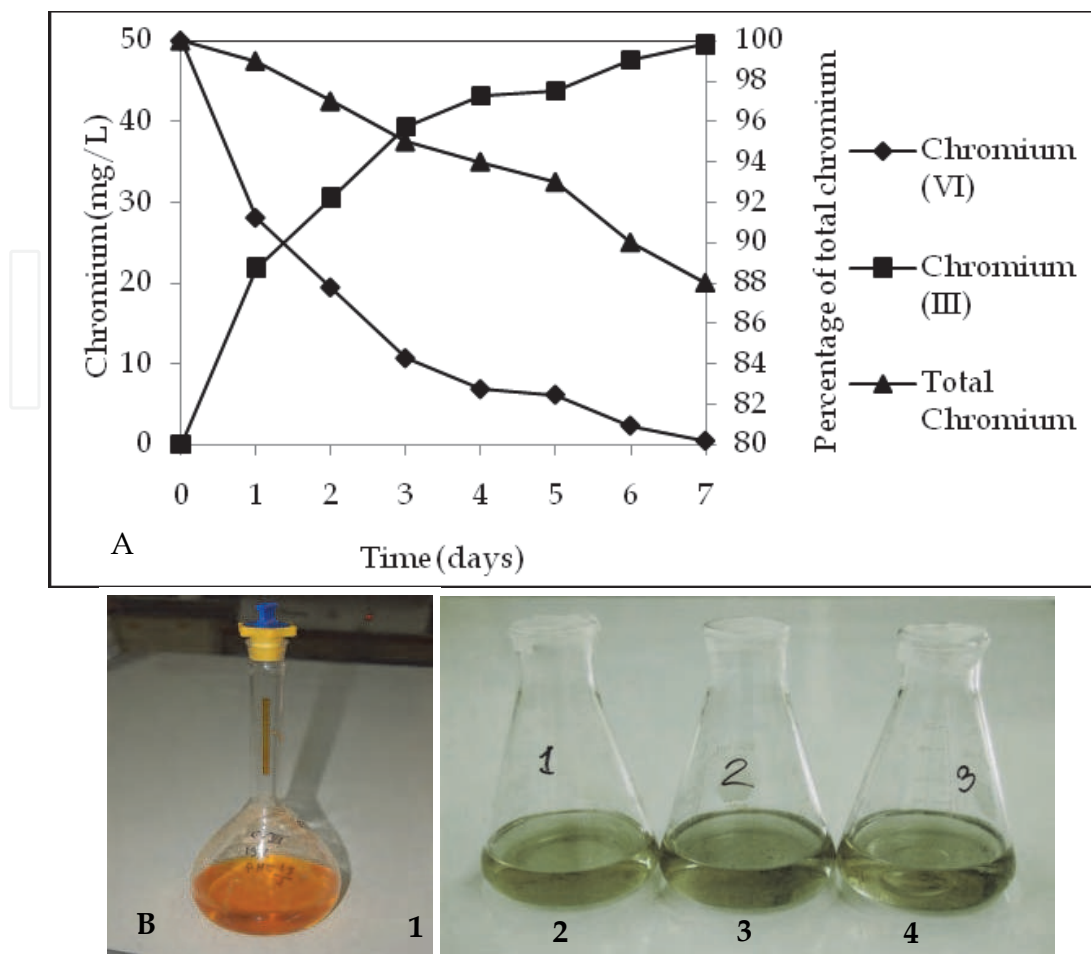 50
40
30
20
10
0
Chromium (mg/L)
100
98
96
94
92
90
88
86
84
82
80
Percentage of total chromium
0 1 2 3 4 5 6 7
Time (days)
A
Chromium
(VI)
Chromium
(III)
Total
Chromium
B
1
1
2
3
2
3
4